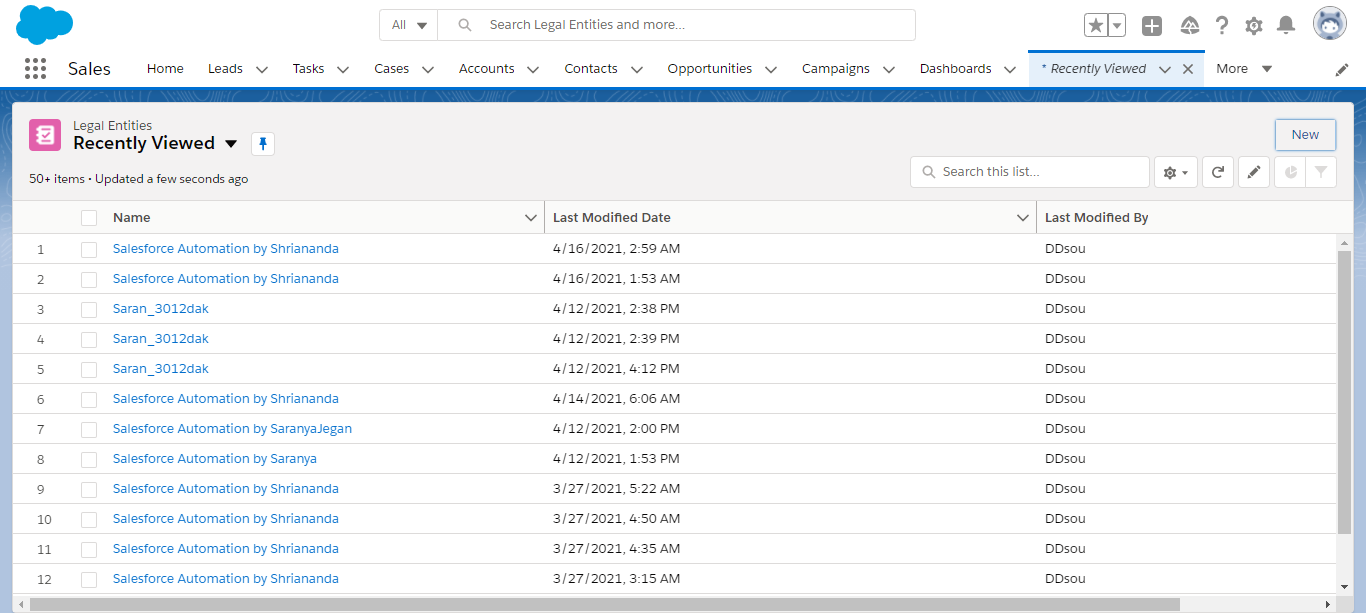 All Search Legal Entities and more...
Sales Home Leads Tasks Cases Accounts Contacts Opportunities Campaigns Dashboards * Recently Viewed More
Legal Entities
Recently Viewed
New
50+ items • Updated a few seconds ago
Search this list...
Name Last Modified Date Last Modified By
1 Salesforce Automation by Shriananda 4/16/2021, 2:59 AM DDsou
2 Salesforce Automation by Shriananda 4/16/2021, 1:53 AM DDsou
3 Saran_3012dak 4/12/2021, 2:38 PM DDsou
4 Saran_3012dak 4/12/2021, 2:39 PM DDsou
5 Saran_3012dak 4/12/2021, 4:12 PM DDsou
6 Salesforce Automation by Shriananda 4/14/2021, 6:06 AM DDsou
7 Salesforce Automation by SaranyaJegan 4/12/2021, 2:00 PM DDsou
8 Salesforce Automation by Saranya 4/12/2021, 1:53 PM DDsou
9 Salesforce Automation by Shriananda 3/27/2021, 5:22 AM DDsou
10 Salesforce Automation by Shriananda 3/27/2021, 4:50 AM DDsou
11 Salesforce Automation by Shriananda 3/27/2021, 4:35 AM DDsou
12 Salesforce Automation by Shriananda 3/27/2021, 3:15 AM DDsou